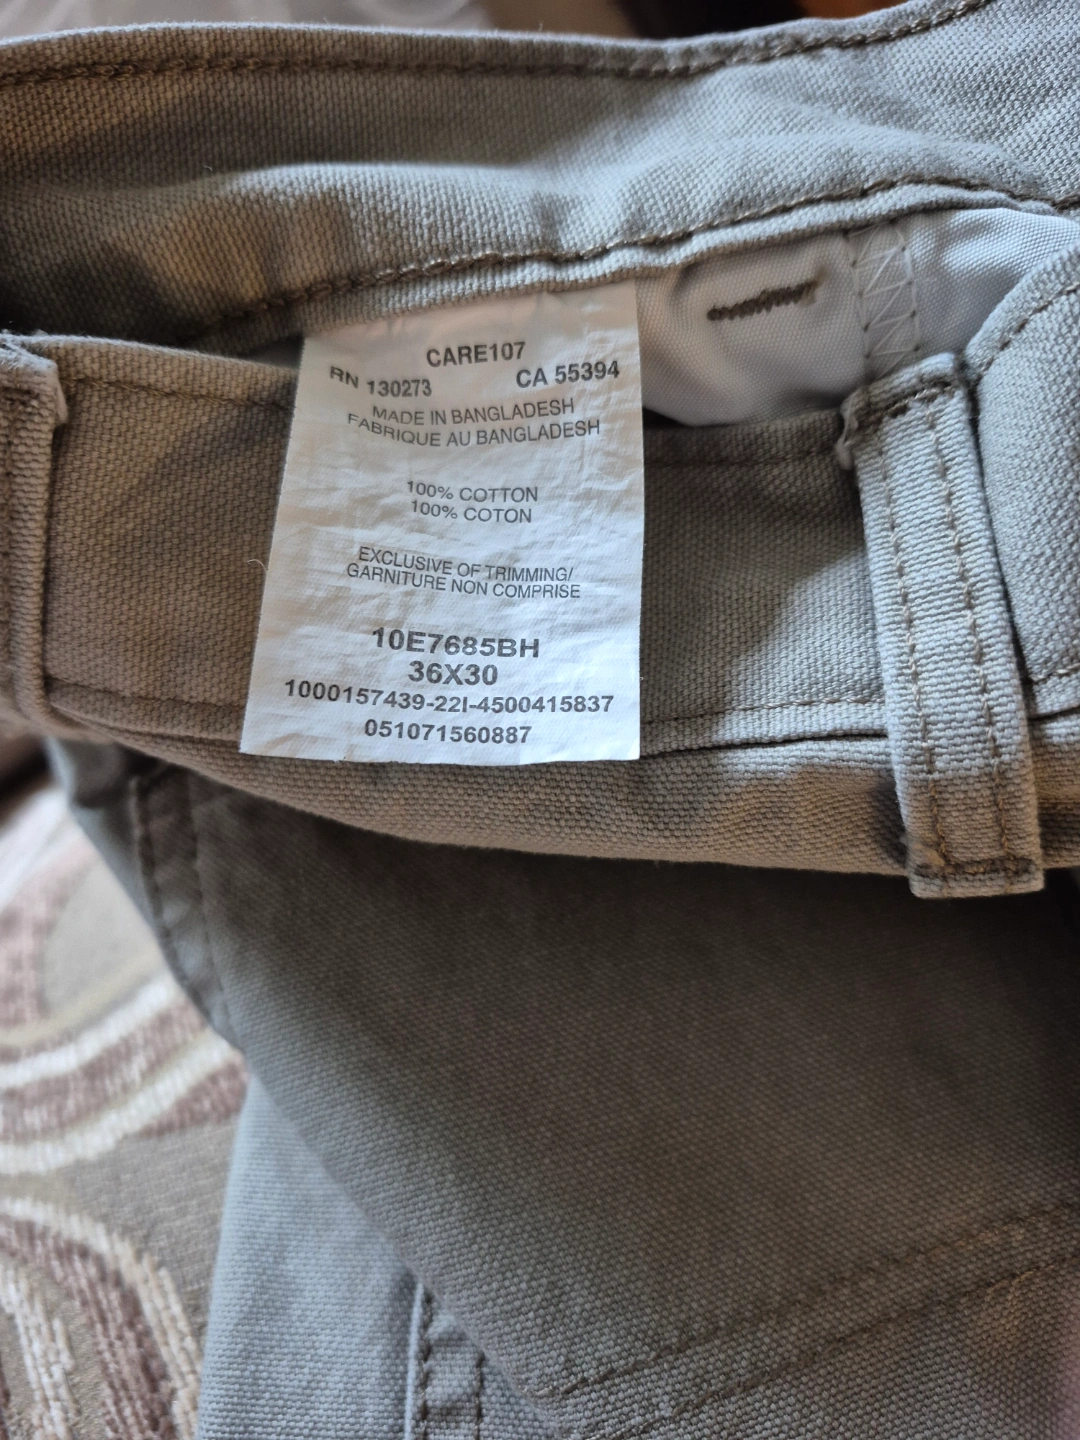 CARE107
RN 130273 CA 55394
MADE IN BANGLADESH
FABRIQUE AU BANGLADESH
100% COTTON
100% COTON
EXCLUSIVE OF TRIMMING/
GARNITURE NON COMPRISE
10E7685BH
36X30
1000157439-22I-4500415837
051071560887